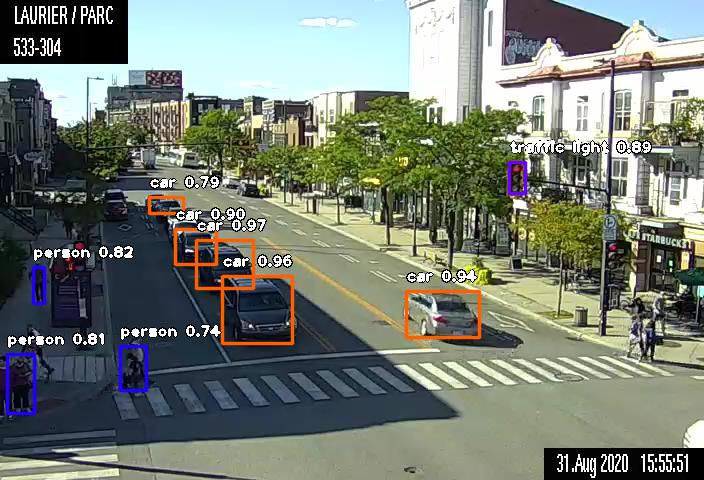 LAURIER / PARC
533-304
traffic light 0.89
car 0.79
car 0.90
car 0.97
person 0.82
car 0.96
car 0.94
person 0.74
person 0.81
STARBUCKS
31.Aug 2020 15:55:51